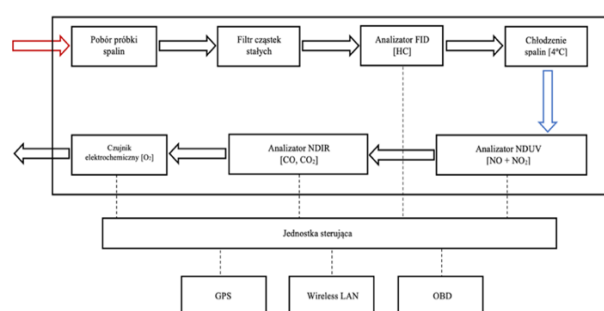 Pobór próbki
spalin
Filtr cząstek
stałych
Analizator FID
[HC]
Chłodzenie
spalin [4°C]
Czujnik
elektrochemiczny [O₂]
Analizator NDIR
[CO, CO₂]
Analizator NDUV
[NO + NO₂]
Jednostka sterująca
GPS
Wireless LAN
OBD